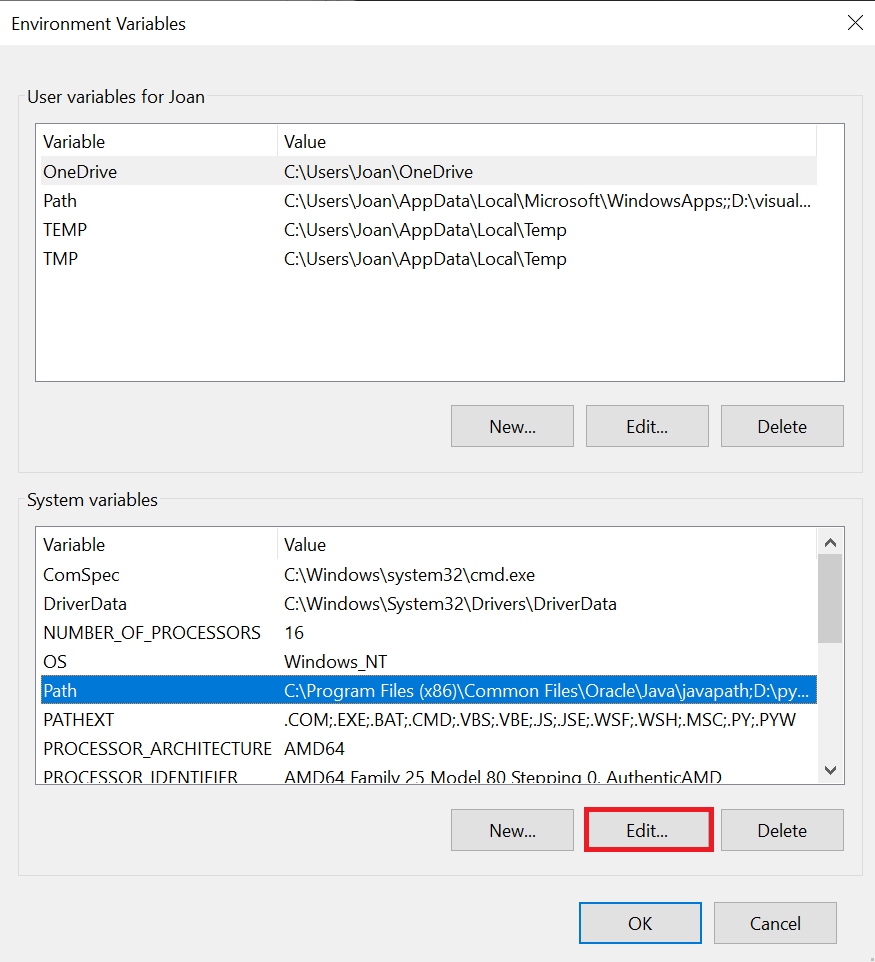 Environment Variables
User variables for Joan
Variable Value
OneDrive C:\Users\Joan\OneDrive
Path C:\Users\Joan\AppData\Local\Microsoft\WindowsApps;;D:\visual...
TEMP C:\Users\Joan\AppData\Local\Temp
TMP C:\Users\Joan\AppData\Local\Temp
New... Edit... Delete
System variables
Variable Value
ComSpec C:\Windows\system32\cmd.exe
DriverData C:\Windows\System32\Drivers\DriverData
NUMBER_OF_PROCESSORS 16
OS Windows_NT
Path C:\Program Files (x86)\Common Files\Oracle\Java\javapath;D:\py...
PATHEXT .COM;.EXE;.BAT;.CMD;.VBS;.VBE;.JS;.JSE;.WSF;.WSH;.MSC;.PY;.PYW
PROCESSOR_ARCHITECTURE AMD64
PROCESSOR_IDENTIFIER AMD64 Family 25 Model 80 Stepping 0, AuthenticAMD
New... Edit... Delete
OK Cancel